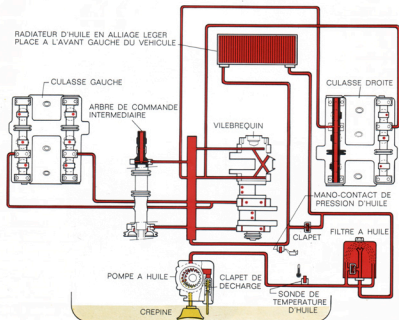 RADIATEUR D'HUILE EN ALLIAGE LEGER
PLACE A L'AVANT GAUCHE DU VEHICULE
CULASSE GAUCHE
CULASSE DROITE
ARBRE DE COMMANDE
INTERMEDIAIRE
VILEBREQUIN
MANO-CONTACT DE
PRESSION D'HUILE
CLAPET
FILTRE A HUILE
POMPE A HUILE
CLAPET DE
DECHARGE
SONDE DE
TEMPERATURE
D'HUILE
CREPINE